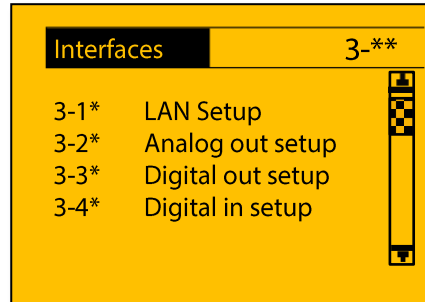 Interfaces 3-**
3-1* LAN Setup
3-2* Analog out setup
3-3* Digital out setup
3-4* Digital in setup